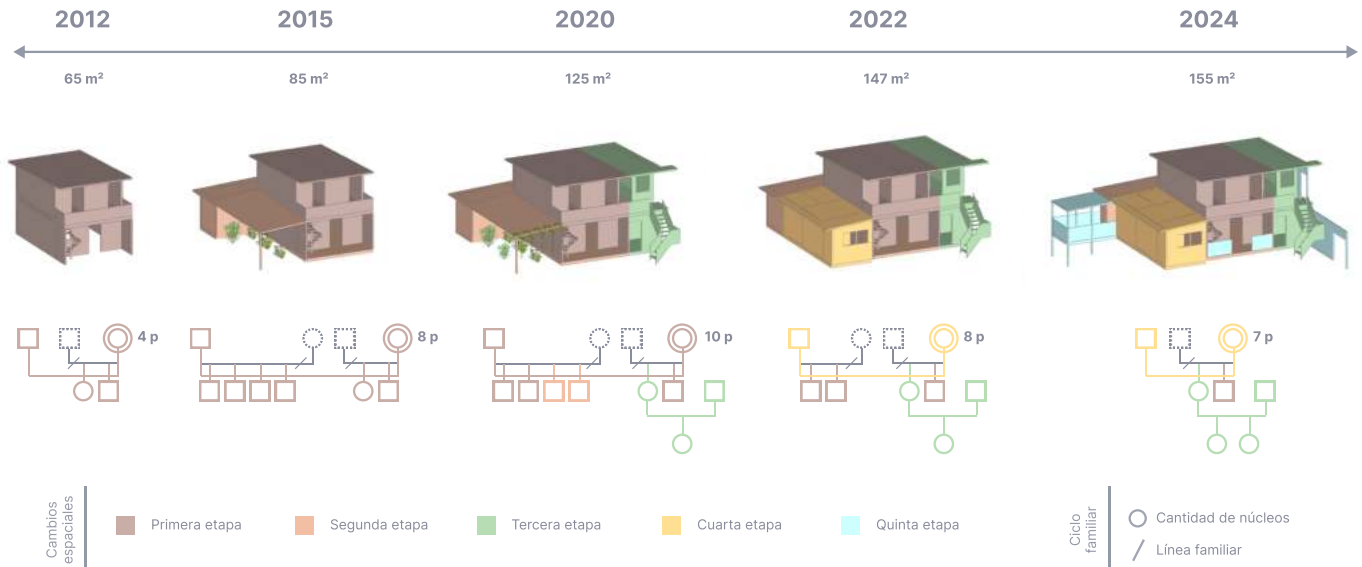 2012 2015 2020 2022 2024
65 m² 85 m² 125 m² 147 m² 155 m²
4 p 8 p 10 p 8 p 7 p
Cambios
espaciales
Primera etapa Segunda etapa Tercera etapa Cuarta etapa Quinta etapa
Ciclo
familiar
Cantidad de núcleos
Línea familiar